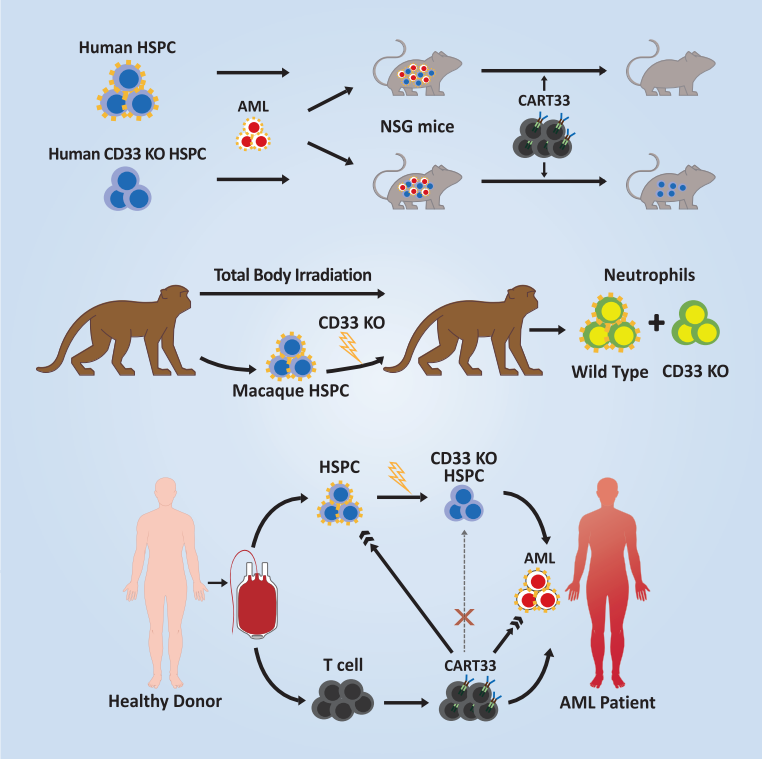 Human HSPC
AML
CART33
NSG mice
Human CD33 KO HSPC
Total Body Irradiation
Neutrophils
CD33 KO
Macaque HSPC
Wild Type
CD33 KO
HSPC
CD33 KO
HSPC
AML
T cell
CART33
Healthy Donor
AML Patient